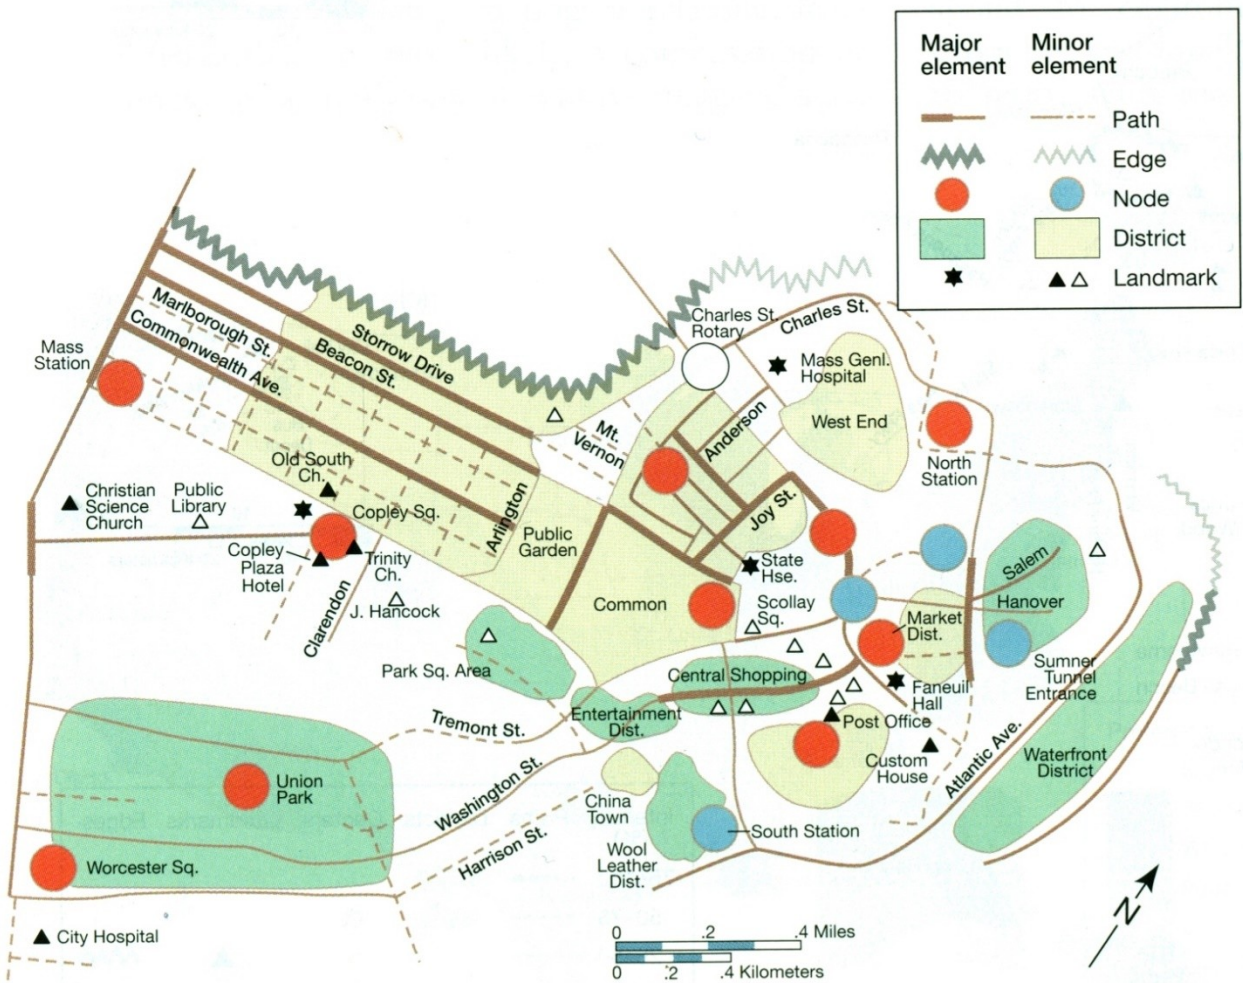 Major
element
Minor
element
Path
Edge
Node
District
Landmark
Charles St.
Rotary
Charles St.
Marlborough St.
Commonwealth Ave.
Storrow Drive
Beacon St.
Mass
Station
Mass Genl.
Hospital
West End
Anderson
Mt.
Vernon
North
Station
Old South
Ch.
Christian
Science
Church
Public
Library
Copley Sq.
Arlington
Public
Garden
Joy St.
Copley
Plaza
Hotel
Trinity
Ch.
State
Hse.
Salem
Hanover
Clarendon
J. Hancock
Common
Scollay
Sq.
Market
Dist.
Park Sq. Area
Central Shopping
Sumner
Tunnel
Entrance
Faneuil
Hall
Entertainment
Dist.
Tremont St.
Post Office
Custom
House
Atlantic Ave.
Waterfront
District
Union
Park
Washington St.
China
Town
Harrison St.
South Station
Wool
Leather
Dist.
Worcester Sq.
City Hospital
N
0 .2 .4 Miles
0 .2 .4 Kilometers